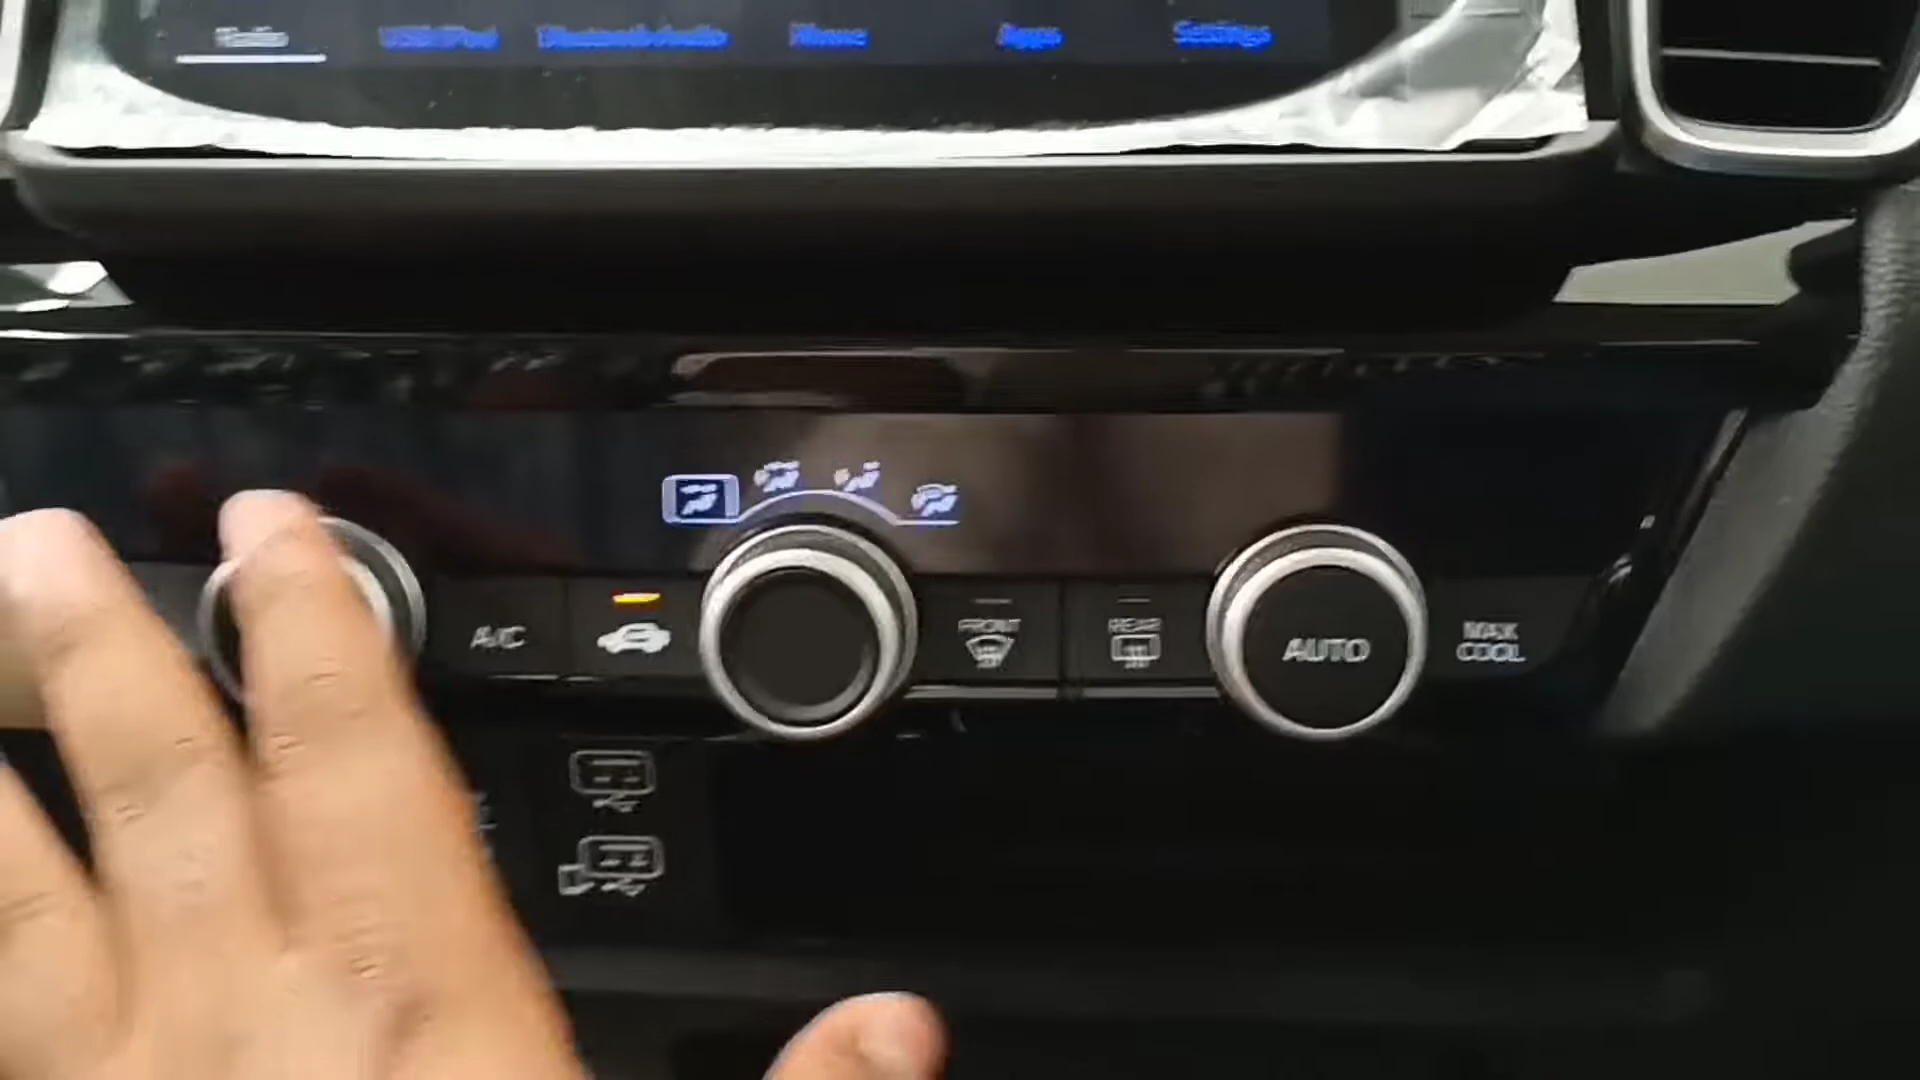 Radio USB/iPod Bluetooth Audio Phone Apps Settings
A/C FRONT REAR AUTO MAX
COOL